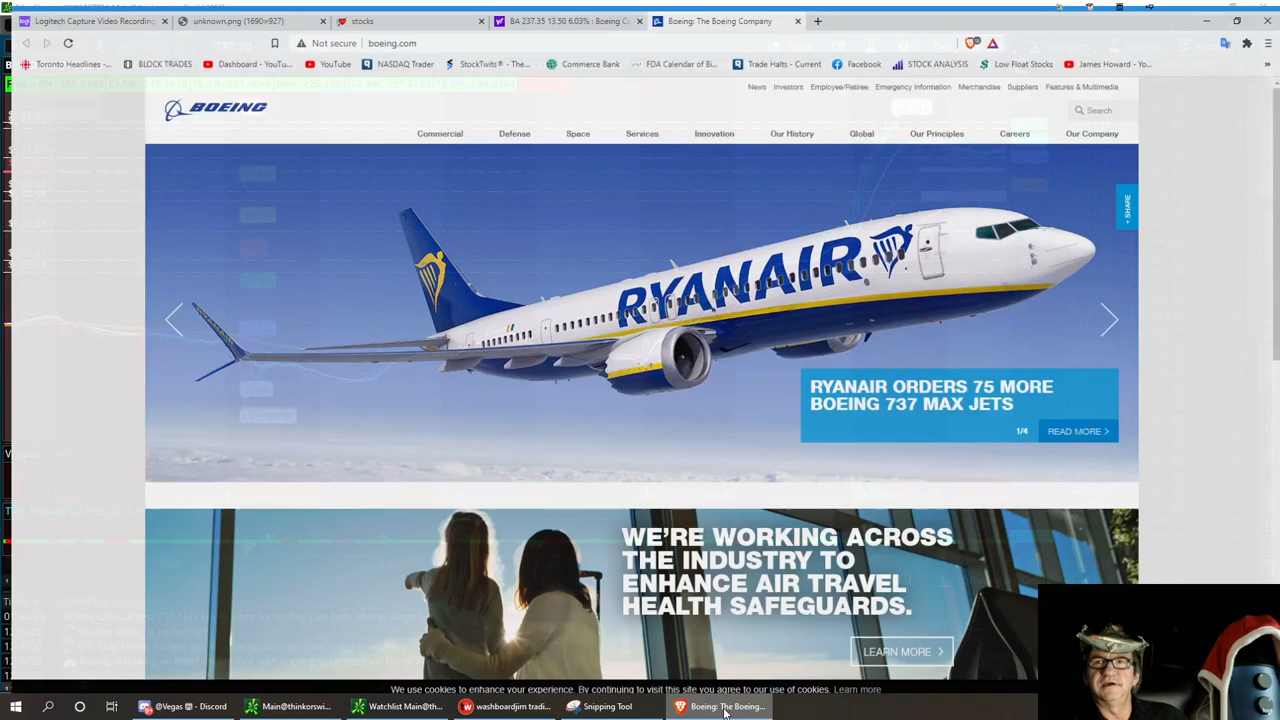 Logitech Capture Video Recording
unknown.png (1690×927)
stocks
BA 237.35 13.50 6.03% : Boeing C
Boeing: The Boeing Company
Not secure
boeing.com
Toronto Headlines...
BLOCK TRADES
Dashboard - YouTu...
YouTube
NASDAQ Trader
StockTwits® - The...
Commerce Bank
FDA Calendar of Bi...
Trade Halts - Current
Facebook
STOCK ANALYSIS
Low Float Stocks
James Howard - Yo...
News
Investors
Employee/Retiree
Emergency Information
Merchandise
Suppliers
Features & Multimedia
BOEING
Search
Commercial
Defense
Space
Services
Innovation
Our History
Global
Our Principles
Careers
Our Company
+ SHARE
RYANAIR
RYANAIR ORDERS 75 MORE
BOEING 737 MAX JETS
1/4
READ MORE
WE'RE WORKING ACROSS
THE INDUSTRY TO
ENHANCE AIR TRAVEL
HEALTH SAFEGUARDS.
LEARN MORE
We use cookies to enhance your experience. By continuing to visit this site you agree to our use of cookies. Learn more
@Vegas - Discord
Main@thinkorswi...
Watchlist Main@th...
washboardjim tradi...
Snipping Tool
Boeing: The Boeing...